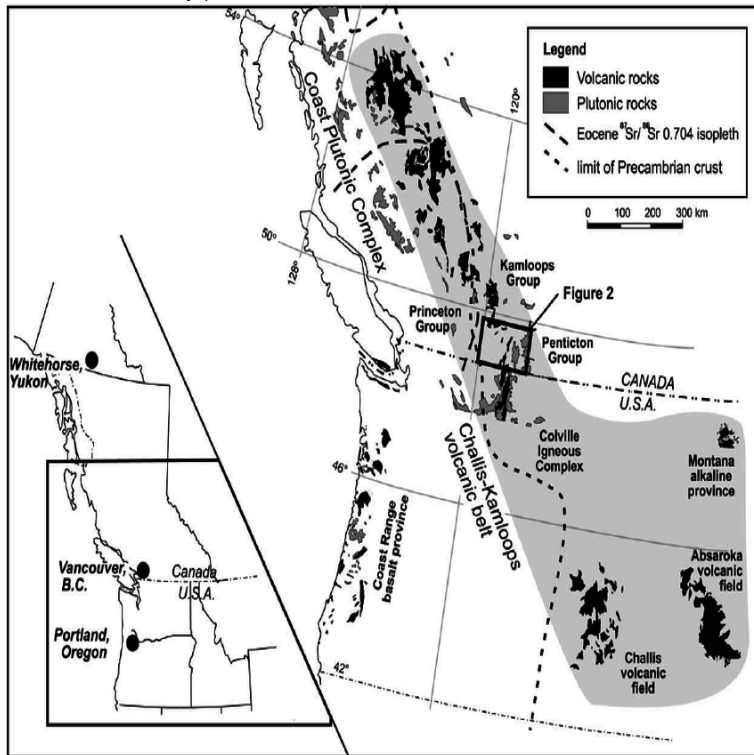 54°
Legend
Volcanic rocks
Plutonic rocks
Eocene ⁸⁷Sr/⁸⁶Sr 0.704 isopleth
limit of Precambrian crust
0 100 200 300 km
120°
Coast Plutonic Complex
50°
128°
Kamloops
Group
Figure 2
Princeton
Group
Penticton
Group
CANADA
U.S.A.
Whitehorse,
Yukon
Challis-Kamloops
volcanic belt
Colville
Igneous
Complex
Montana
alkaline
province
46°
Coast Range
basalt province
Absaroka
volcanic
field
Vancouver,
B.C.
Canada
U.S.A.
Portland,
Oregon
Challis
volcanic
field
42°